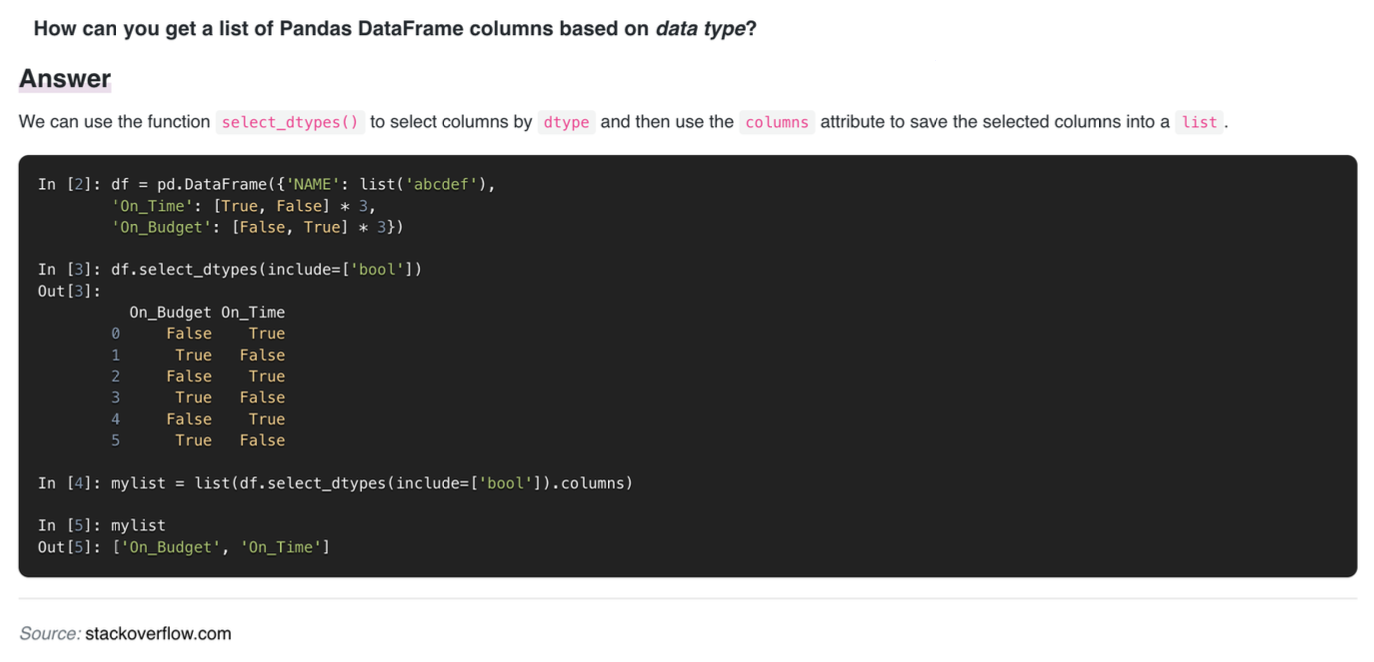 How can you get a list of Pandas DataFrame columns based on data type?
Answer
We can use the function select_dtypes() to select columns by dtype and then use the columns attribute to save the selected columns into a list.
In [2]: df = pd.DataFrame({'NAME': list('abcdef'),
        'On_Time': [True, False] * 3,
        'On_Budget': [False, True] * 3})
In [3]: df.select_dtypes(include=['bool'])
Out[3]:
          On_Budget On_Time
        0     False    True
        1      True   False
        2     False    True
        3      True   False
        4     False    True
        5      True   False
In [4]: mylist = list(df.select_dtypes(include=['bool']).columns)
In [5]: mylist
Out[5]: ['On_Budget', 'On_Time']
Source: stackoverflow.com